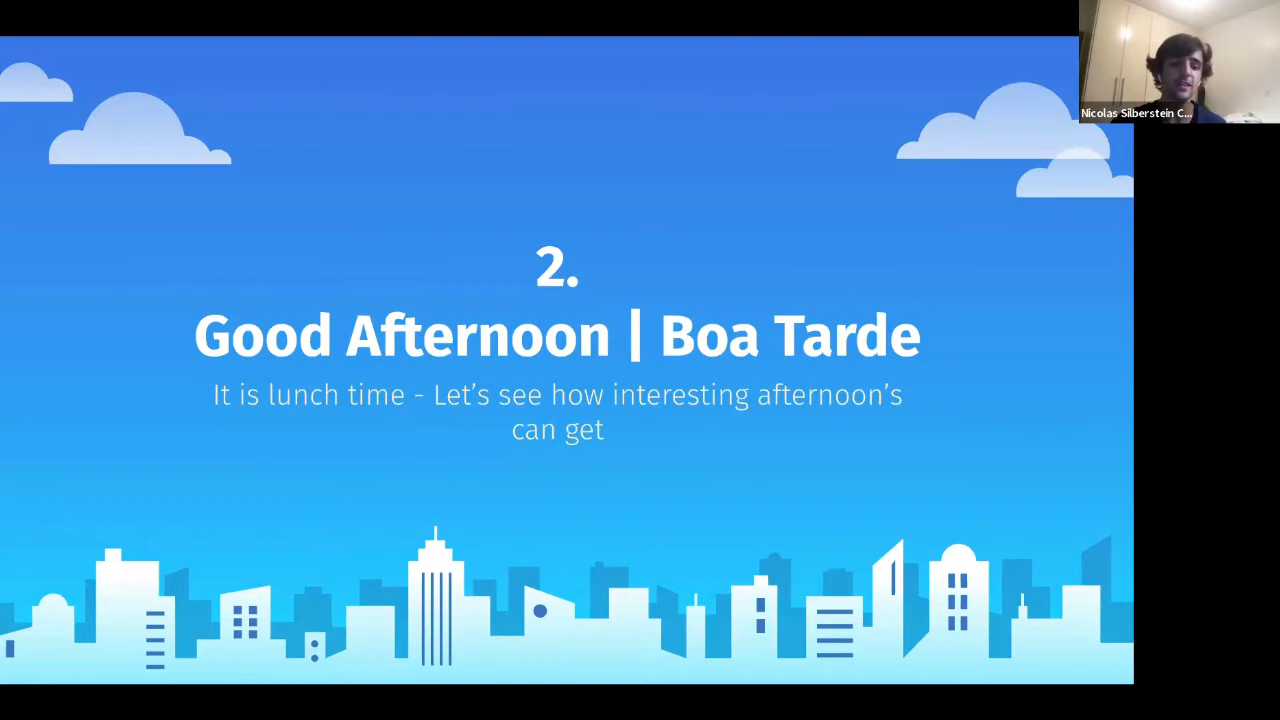 Nicolas Silberstein C...
2.
Good Afternoon | Boa Tarde
It is lunch time - Let's see how interesting afternoon's
can get